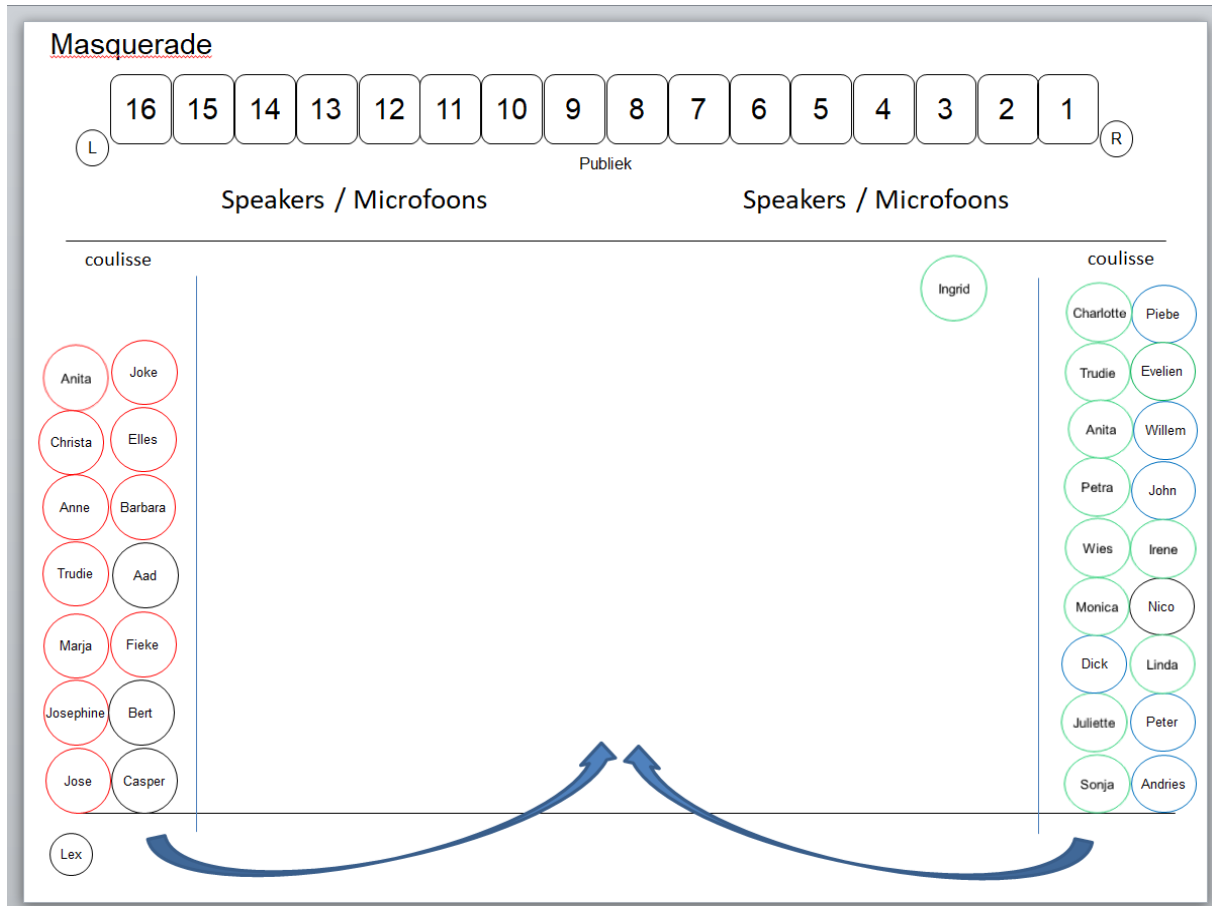 Masquerade
16 15 14 13 12 11 10 9 8 7 6 5 4 3 2 1
L
R
Publiek
Speakers / Microfoons
Speakers / Microfoons
coulisse
coulisse
Ingrid
Anita Joke
Christa Elles
Anne Barbara
Trudie Aad
Marja Fieke
Josephine Bert
Jose Casper
Lex
Charlotte Piebe
Trudie Evelien
Anita Willem
Petra John
Wies Irene
Monica Nico
Dick Linda
Juliette Peter
Sonja Andries